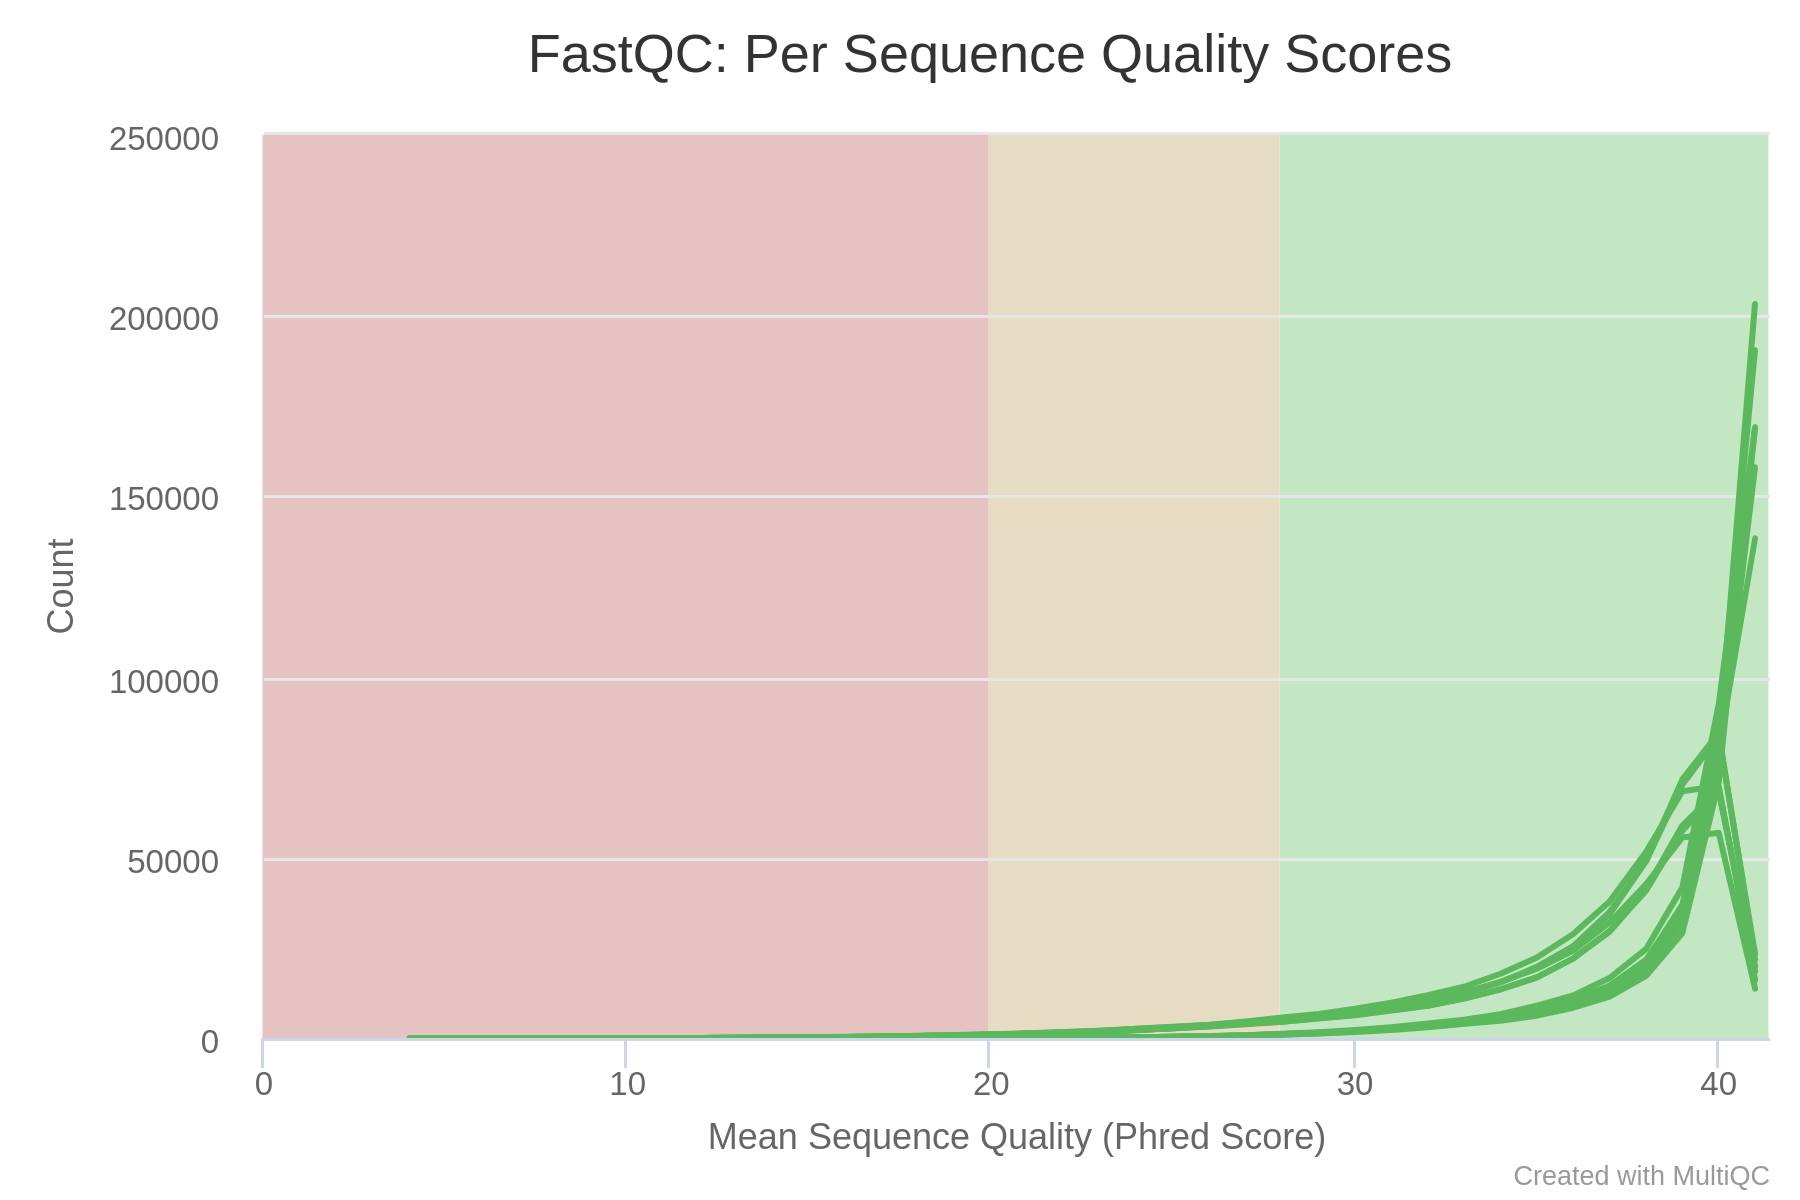 FastQC: Per Sequence Quality Scores
250000
200000
150000
100000
50000
0
Count
0 10 20 30 40
Mean Sequence Quality (Phred Score)
Created with MultiQC